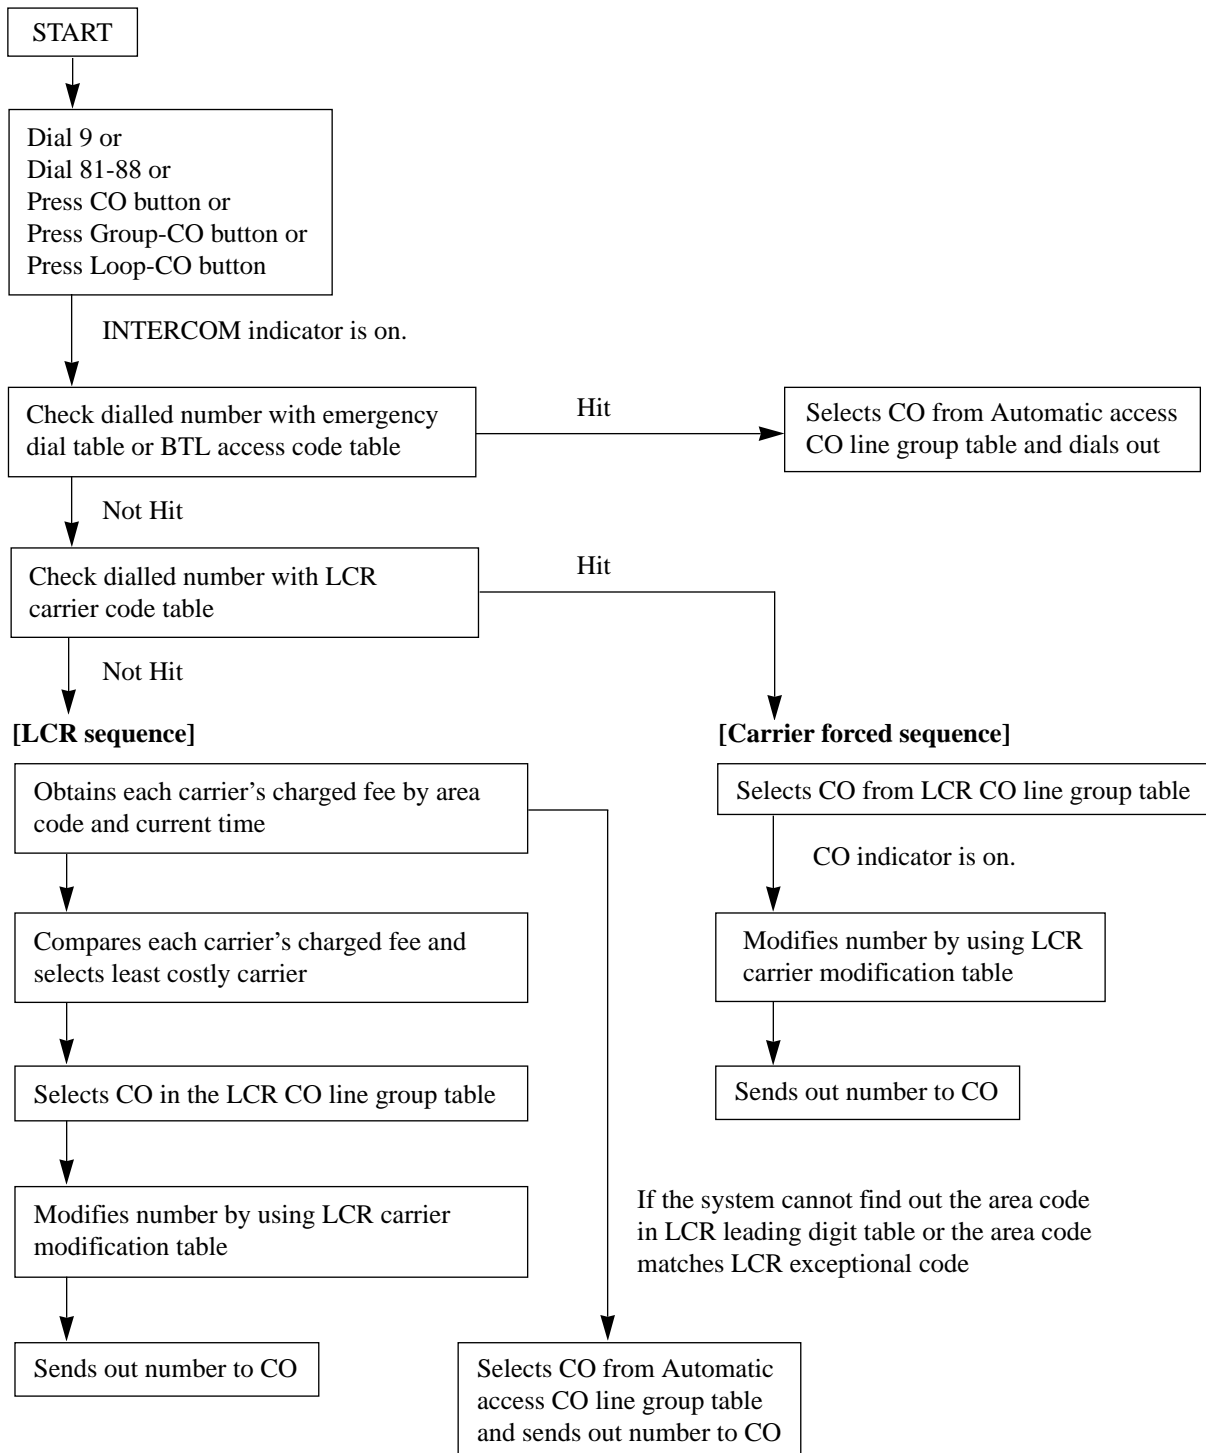 START
Dial 9 or
Dial 81-88 or
Press CO button or
Press Group-CO button or
Press Loop-CO button
INTERCOM indicator is on.
Check dialled number with emergency
dial table or BTL access code table
Hit
Selects CO from Automatic access
CO line group table and dials out
Not Hit
Check dialled number with LCR
carrier code table
Hit
Not Hit
[LCR sequence]
Obtains each carrier's charged fee by area
code and current time
Compares each carrier's charged fee and
selects least costly carrier
Selects CO in the LCR CO line group table
Modifies number by using LCR carrier
modification table
Sends out number to CO
[Carrier forced sequence]
Selects CO from LCR CO line group table
CO indicator is on.
Modifies number by using LCR
carrier modification table
Sends out number to CO
If the system cannot find out the area code
in LCR leading digit table or the area code
matches LCR exceptional code
Selects CO from Automatic
access CO line group table
and sends out number to CO